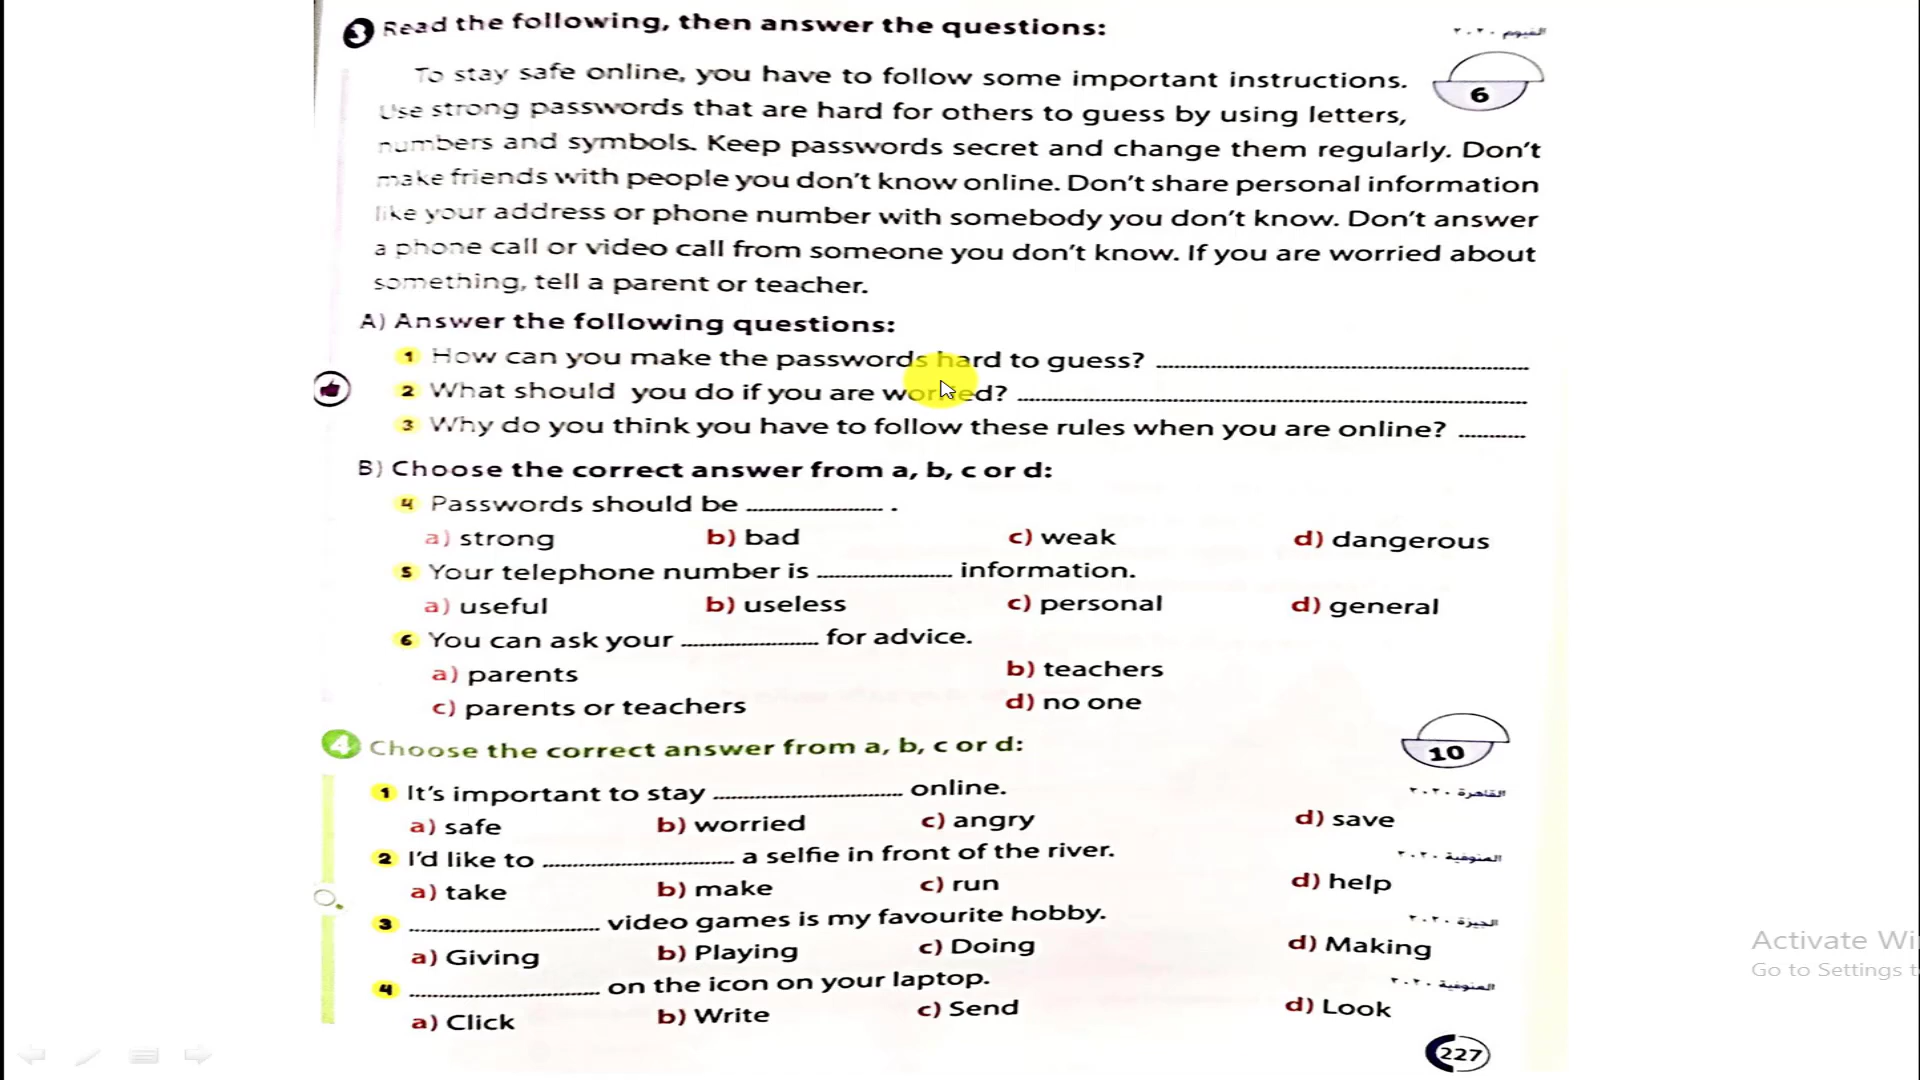 3 Read the following, then answer the questions:
الفيوم ٢٠٢٠
6
To stay safe online, you have to follow some important instructions.
Use strong passwords that are hard for others to guess by using letters,
numbers and symbols. Keep passwords secret and change them regularly. Don't
make friends with people you don't know online. Don't share personal information
like your address or phone number with somebody you don't know. Don't answer
a phone call or video call from someone you don't know. If you are worried about
something, tell a parent or teacher.
A) Answer the following questions:
1 How can you make the passwords hard to guess?
2 What should you do if you are worried?
3 Why do you think you have to follow these rules when you are online?
B) Choose the correct answer from a, b, c or d:
4 Passwords should be .
a) strong b) bad c) weak d) dangerous
5 Your telephone number is information.
a) useful b) useless c) personal d) general
6 You can ask your for advice.
a) parents b) teachers
c) parents or teachers d) no one
4 Choose the correct answer from a, b, c or d:
10
1 It's important to stay online. القاهرة ٢٠٢٠
a) safe b) worried c) angry d) save
2 I'd like to a selfie in front of the river. المنوفية ٢٠٢٠
a) take b) make c) run d) help
3 video games is my favourite hobby. الجيزة ٢٠٢٠
a) Giving b) Playing c) Doing d) Making
4 on the icon on your laptop. المنوفية ٢٠٢٠
a) Click b) Write c) Send d) Look
227
Activate Wi
Go to Settings t